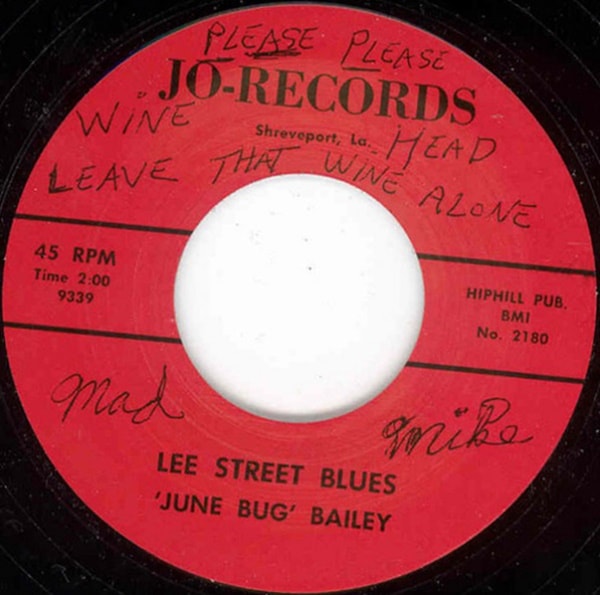 PLEASE PLEASE
JO-RECORDS
WINE HEAD
Shreveport, La.
LEAVE THAT WINE ALONE
45 RPM
Time 2:00
9339
HIPHILL PUB.
BMI
No. 2180
Mad Mike
LEE STREET BLUES
'JUNE BUG' BAILEY